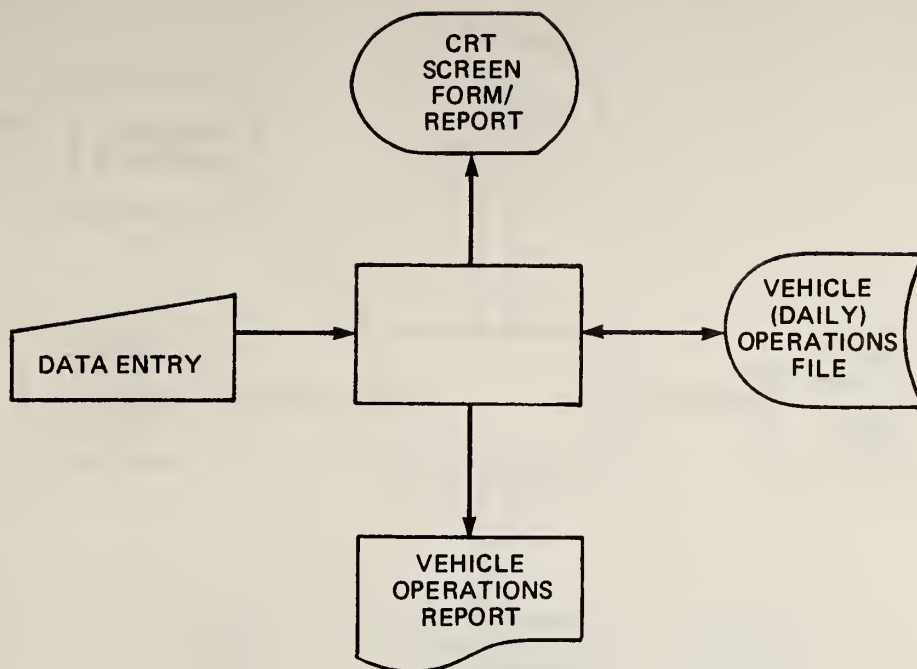 CRT
SCREEN
FORM/
REPORT
DATA ENTRY
VEHICLE
(DAILY)
OPERATIONS
FILE
VEHICLE
OPERATIONS
REPORT